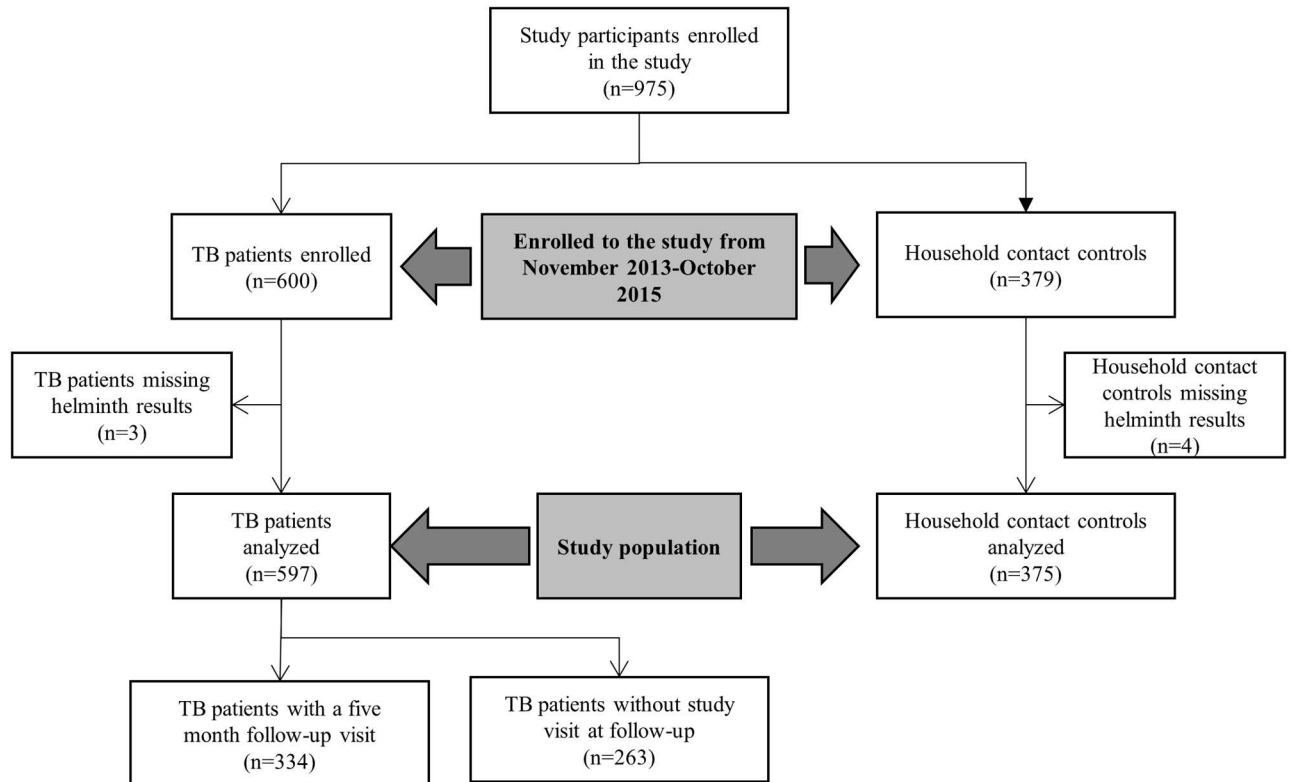 Study participants enrolled
in the study
(n=975)
TB patients enrolled
(n=600)
Enrolled to the study from
November 2013-October
2015
Household contact controls
(n=379)
TB patients missing
helminth results
(n=3)
Household contact
controls missing
helminth results
(n=4)
TB patients
analyzed
(n=597)
Study population
Household contact controls
analyzed
(n=375)
TB patients with a five
month follow-up visit
(n=334)
TB patients without study
visit at follow-up
(n=263)